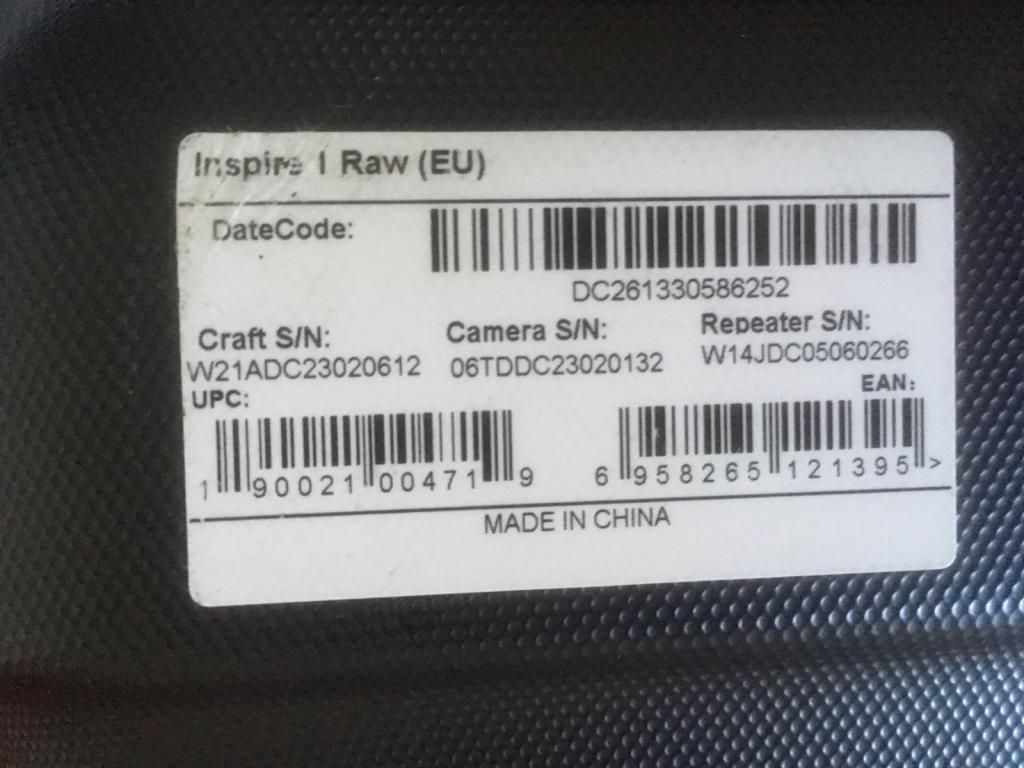 Inspire 1 Raw (EU)
DateCode:
DC261330586252
Craft S/N: Camera S/N: Repeater S/N:
W21ADC23020612 06TDDC23020132 W14JDC05060266
UPC: EAN:
1 90021 00471 9 6 958265 121395 >
MADE IN CHINA